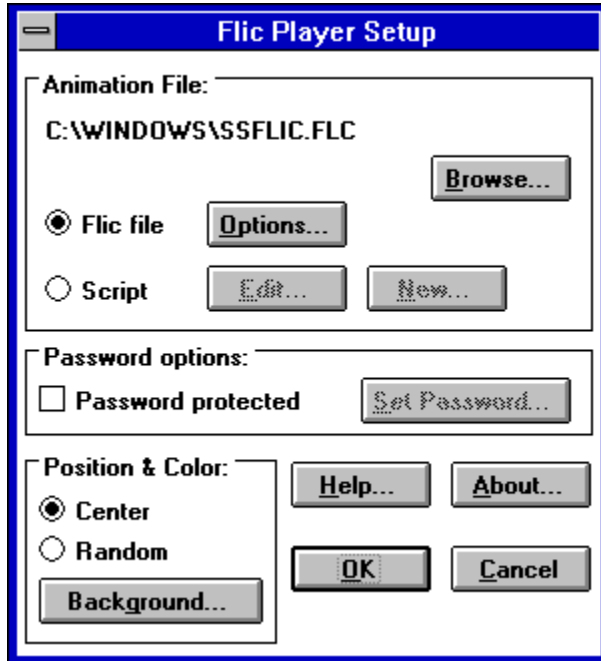 Flic Player Setup
Animation File:
C:\WINDOWS\SSFLIC.FLC
Browse...
Flic file Options...
Script Edit... New...
Password options:
Password protected Set Password...
Position & Color:
Help... About...
Center
Random
OK Cancel
Background...